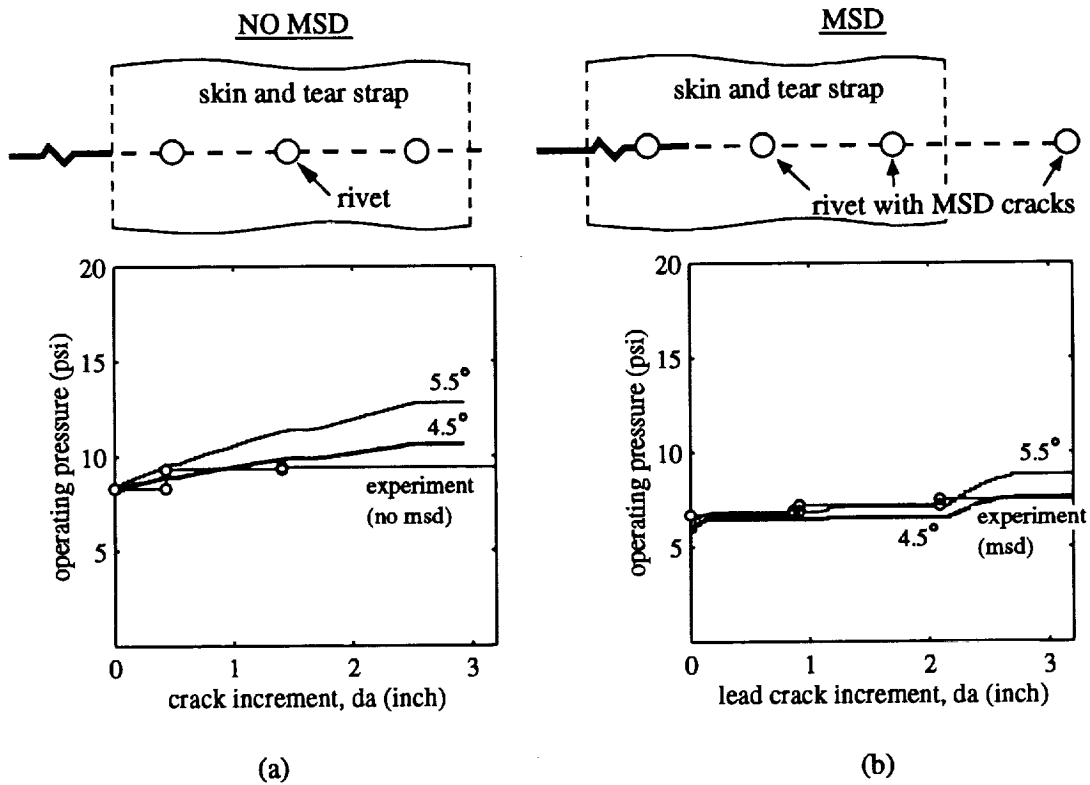 NO MSD
skin and tear strap
rivet
20
15
10
5
0
1
2
3
operating pressure (psi)
5.5°
4.5°
experiment
(no msd)
crack increment, da (inch)
(a)
MSD
skin and tear strap
rivet with MSD cracks
20
15
10
5
0
1
2
3
operating pressure (psi)
5.5°
4.5°
experiment
(msd)
lead crack increment, da (inch)
(b)